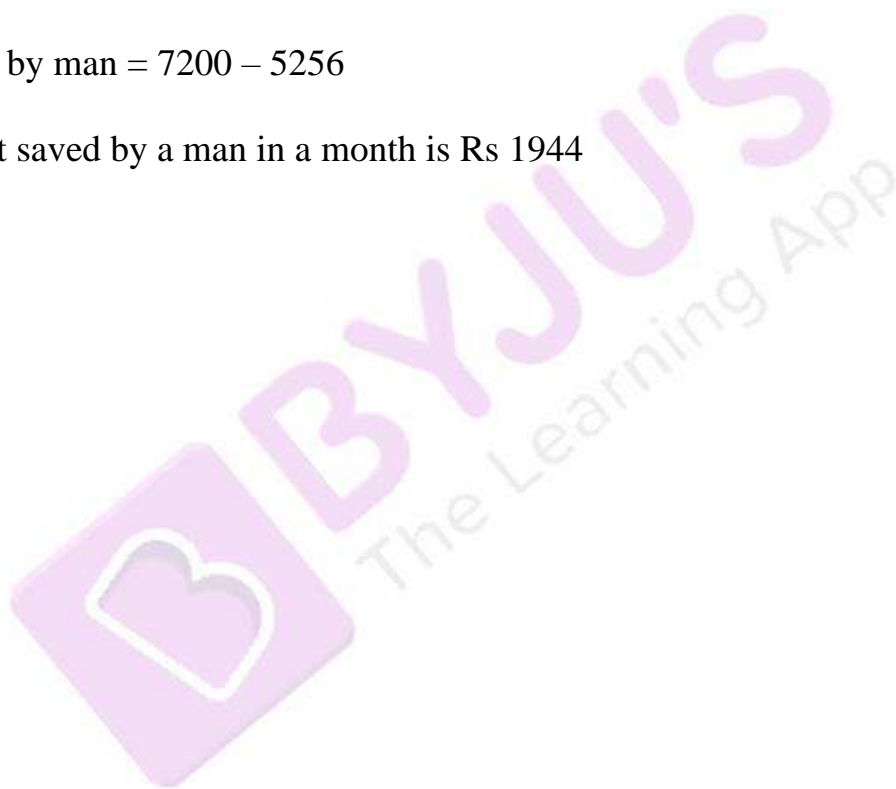 by man = 7200 – 5256
t saved by a man in a month is Rs 1944
BYJU'S
The Learning App